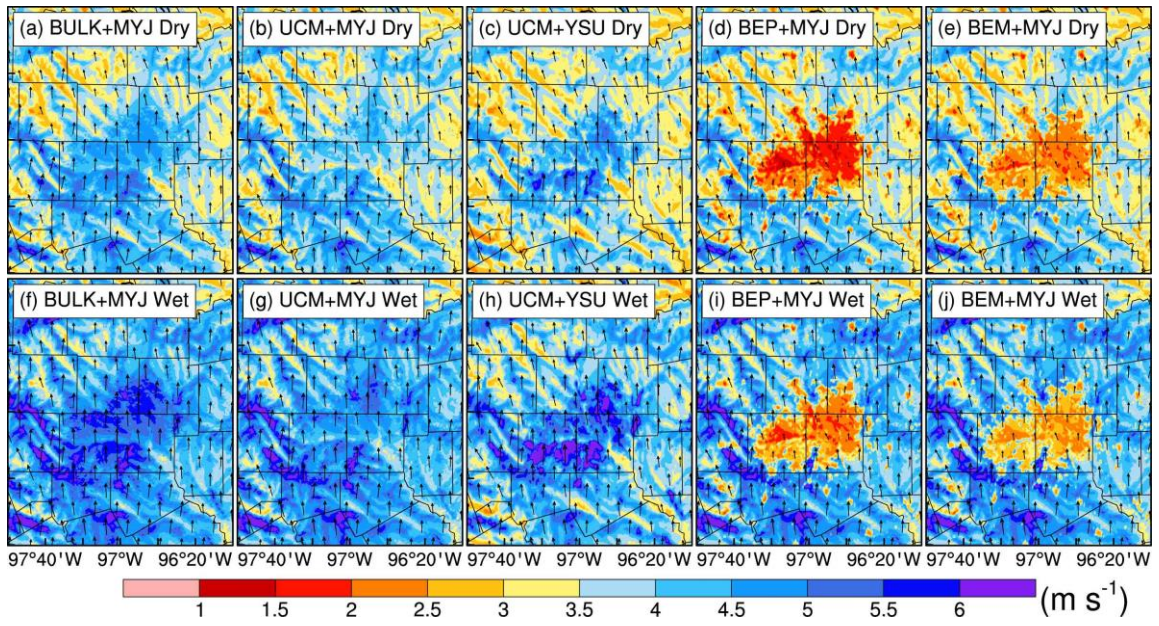 (a) BULK+MYJ Dry
(b) UCM+MYJ Dry
(c) UCM+YSU Dry
(d) BEP+MYJ Dry
(e) BEM+MYJ Dry
(f) BULK+MYJ Wet
(g) UCM+MYJ Wet
(h) UCM+YSU Wet
(i) BEP+MYJ Wet
(j) BEM+MYJ Wet
97°40'W 97°W 96°20'W 97°40'W 97°W 96°20'W 97°40'W 97°W 96°20'W 97°40'W 97°W 96°20'W 97°40'W 97°W 96°20'W
1 1.5 2 2.5 3 3.5 4 4.5 5 5.5 6 (m s⁻¹)